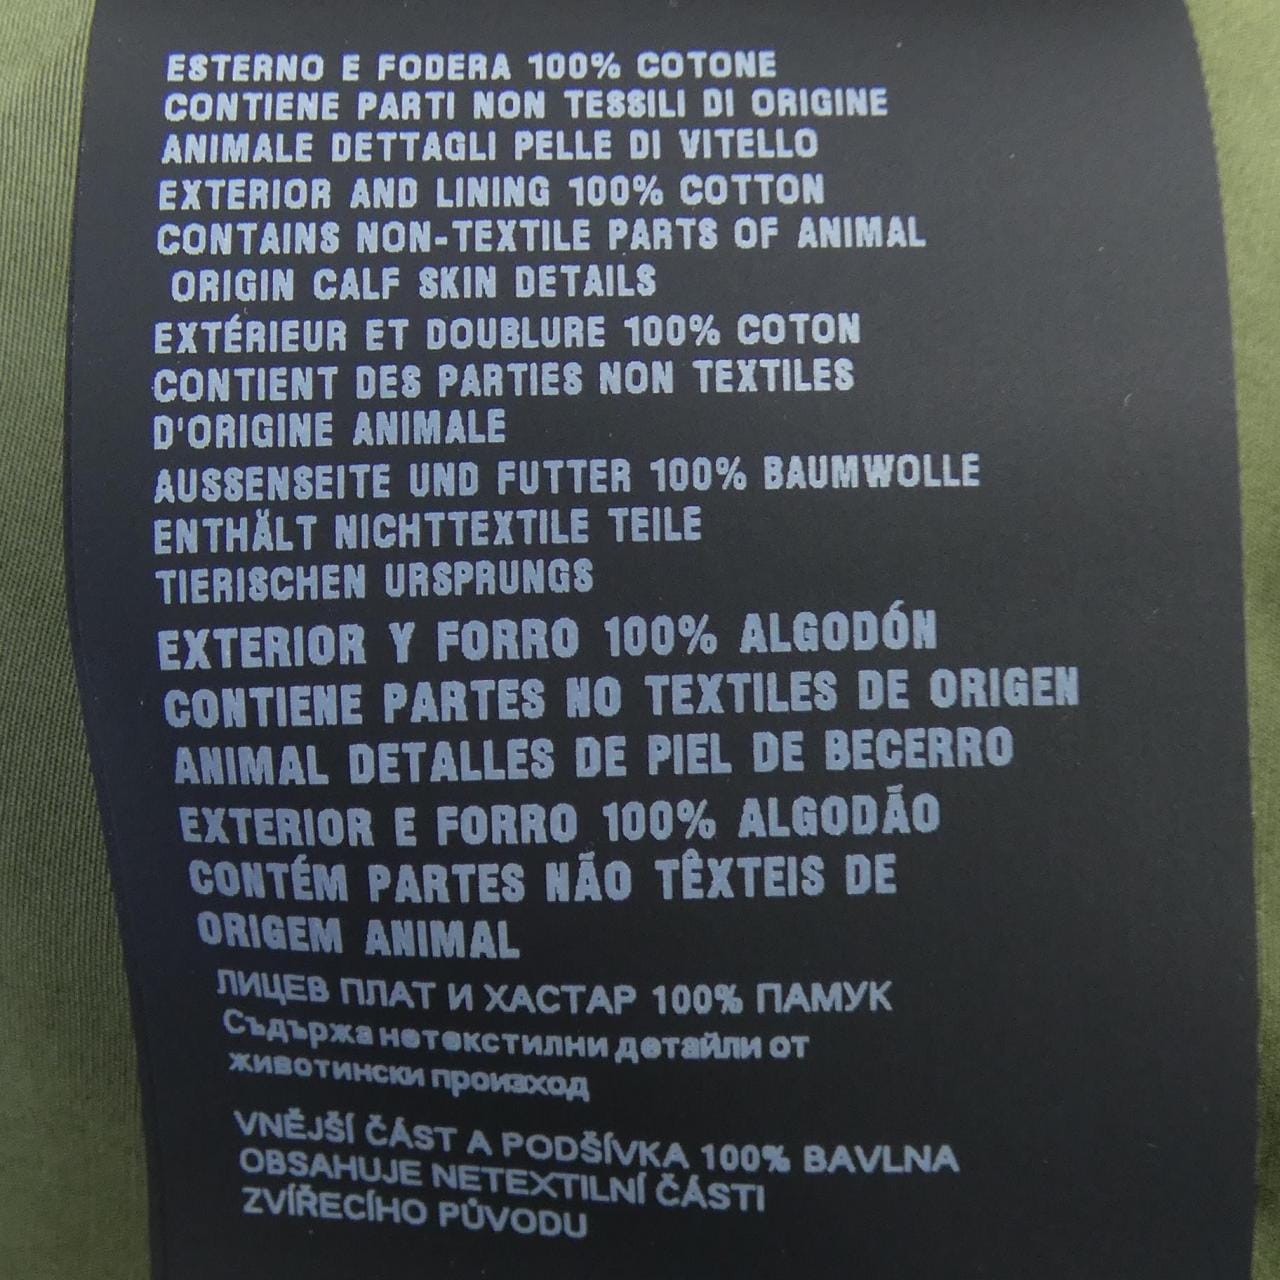 ESTERNO E FODERA 100% COTONE
CONTIENE PARTI NON TESSILI DI ORIGINE
ANIMALE DETTAGLI PELLE DI VITELLO
EXTERIOR AND LINING 100% COTTON
CONTAINS NON-TEXTILE PARTS OF ANIMAL
ORIGIN CALF SKIN DETAILS
EXTÉRIEUR ET DOUBLURE 100% COTON
CONTIENT DES PARTIES NON TEXTILES
D'ORIGINE ANIMALE
AUSSENSEITE UND FUTTER 100% BAUMWOLLE
ENTHÄLT NICHTTEXTILE TEILE
TIERISCHEN URSPRUNGS
EXTERIOR Y FORRO 100% ALGODÓN
CONTIENE PARTES NO TEXTILES DE ORIGEN
ANIMAL DETALLES DE PIEL DE BECERRO
EXTERIOR E FORRO 100% ALGODÃO
CONTÉM PARTES NÃO TÊXTEIS DE
ORIGEM ANIMAL
ЛИЦЕВ ПЛАТ И ХАСТАР 100% ПАМУК
Съдържа нетекстилни детайли от
животински произход
VNĚJŠÍ ČÁST A PODŠÍVKA 100% BAVLNA
OBSAHUJE NETEXTILNÍ ČÁSTI
ZVÍŘECÍHO PŮVODU